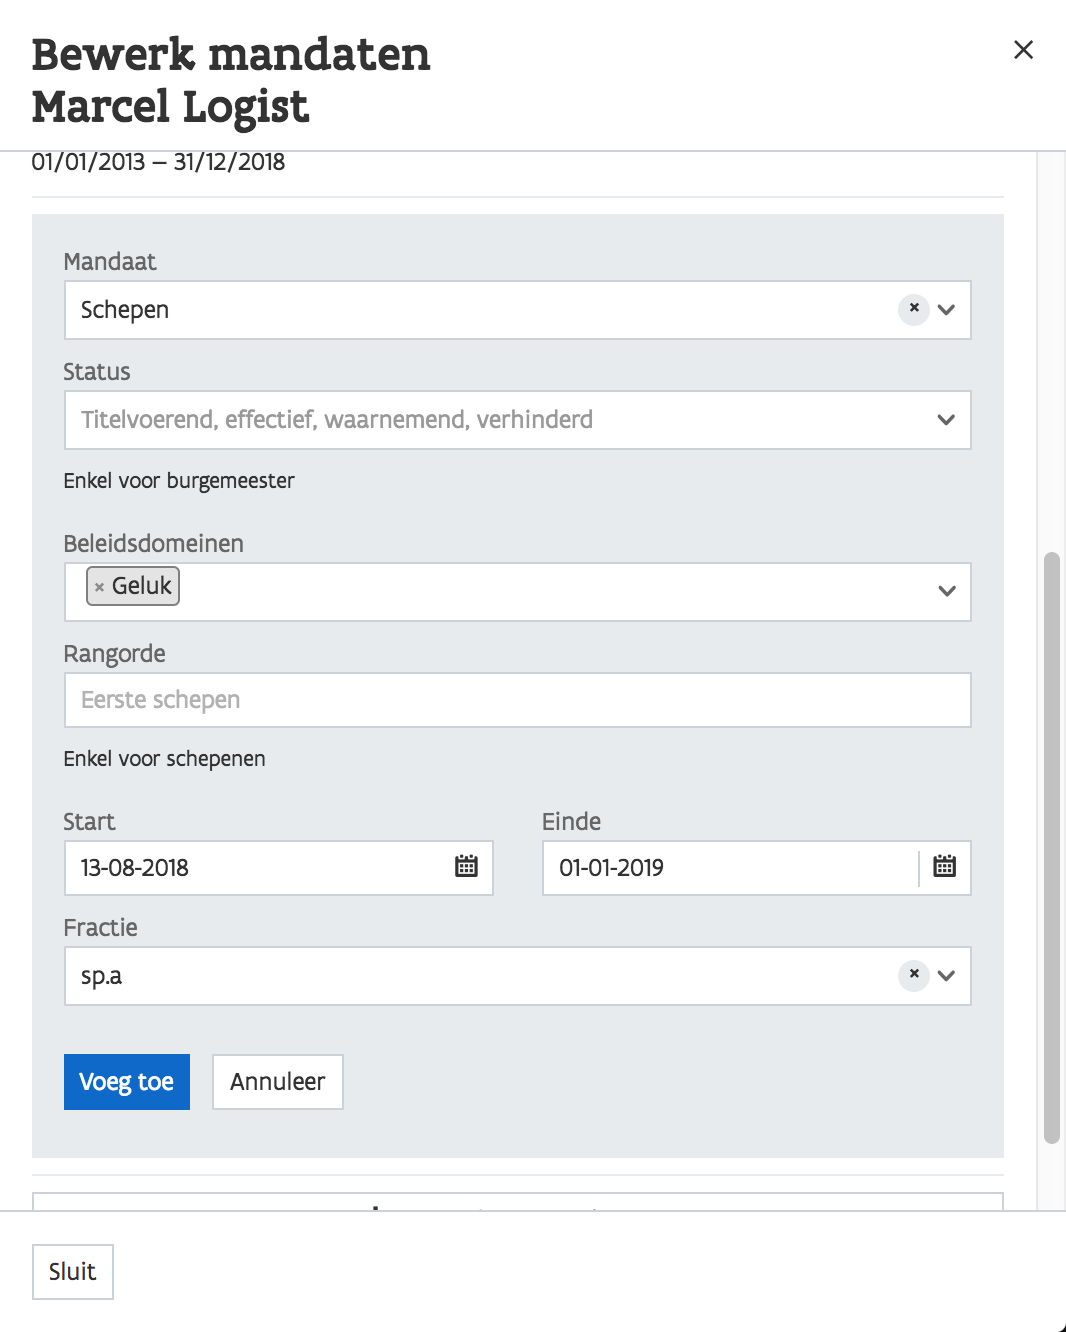 Bewerk mandaten
Marcel Logist
01/01/2013 – 31/12/2018
Mandaat
Schepen
Status
Titelvoerend, effectief, waarnemend, verhinderd
Enkel voor burgemeester
Beleidsdomeinen
× Geluk
Rangorde
Eerste schepen
Enkel voor schepenen
Start Einde
13-08-2018 01-01-2019
Fractie
sp.a
Voeg toe Annuleer
Sluit